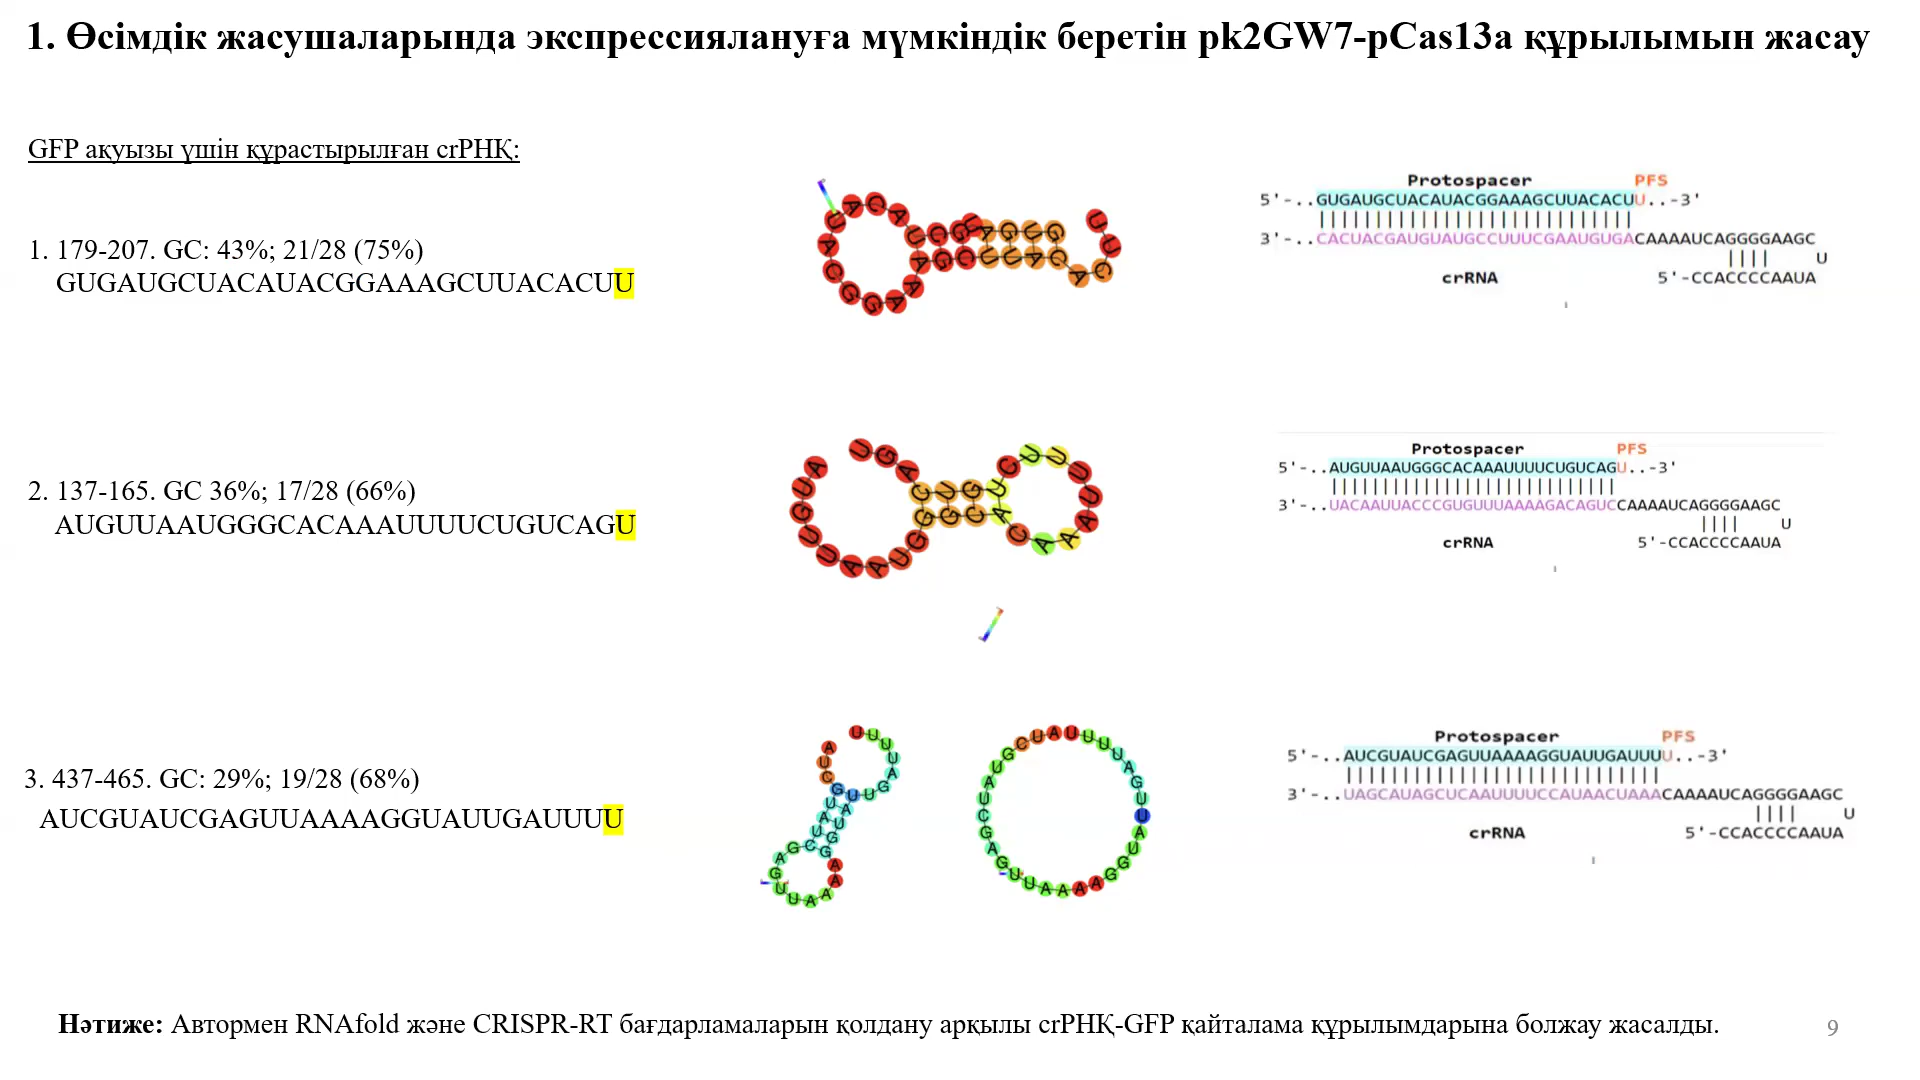 1. Өсімдік жасушаларында экспрессиялануға мүмкіндік беретін pk2GW7-pCas13a құрылымын жасау
GFP ақуызы үшін құрастырылған crРНҚ:
1. 179-207. GC: 43%; 21/28 (75%)
GUGAUGCUACAUACGGAAAGCUUACACUU
Protospacer PFS
5'-..GUGAUGCUACAUACGGAAAGCUUACACUU..-3'
3'-..CACUACGAUGUAUGCCUUUCGAAUGUGACAAAAUCAGGGGAAGC
U
crRNA 5'-CCACCCCAAUA
2. 137-165. GC 36%; 17/28 (66%)
AUGUUAAUGGGCACAAAUUUUCUGUCAGU
Protospacer PFS
5'-..AUGUUAAUGGGCACAAAUUUUCUGUCAGU..-3'
3'-..UACAAUUACCCGUGUUUAAAAGACAGUCCAAAAUCAGGGGAAGC
U
crRNA 5'-CCACCCCAAUA
3. 437-465. GC: 29%; 19/28 (68%)
AUCGUAUCGAGUUAAAAGGUAUUGAUUUU
Protospacer PFS
5'-..AUCGUAUCGAGUUAAAAGGUAUUGAUUUU..-3'
3'-..UAGCAUAGCUCAAUUUUCCAUAACUAAACAAAAUCAGGGGAAGC
U
crRNA 5'-CCACCCCAAUA
Нәтиже: Автормен RNAfold және CRISPR-RT бағдарламаларын қолдану арқылы crРНҚ-GFP қайталама құрылымдарына болжау жасалды.
9